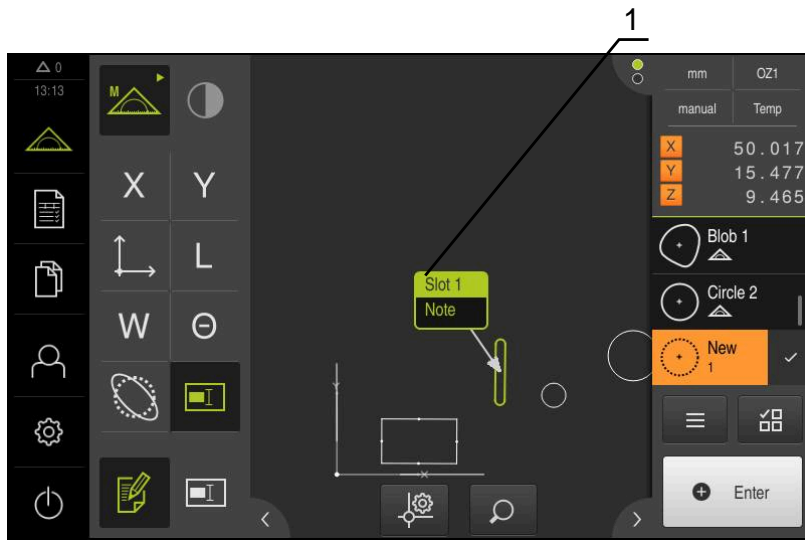 1
0
13:13
M
mm
OZ1
manual
Temp
X 50.017
Y 15.477
Z 9.465
X
Y
L
W
Θ
Slot 1
Note
Y
X
Blob 1
Circle 2
New
1
Enter